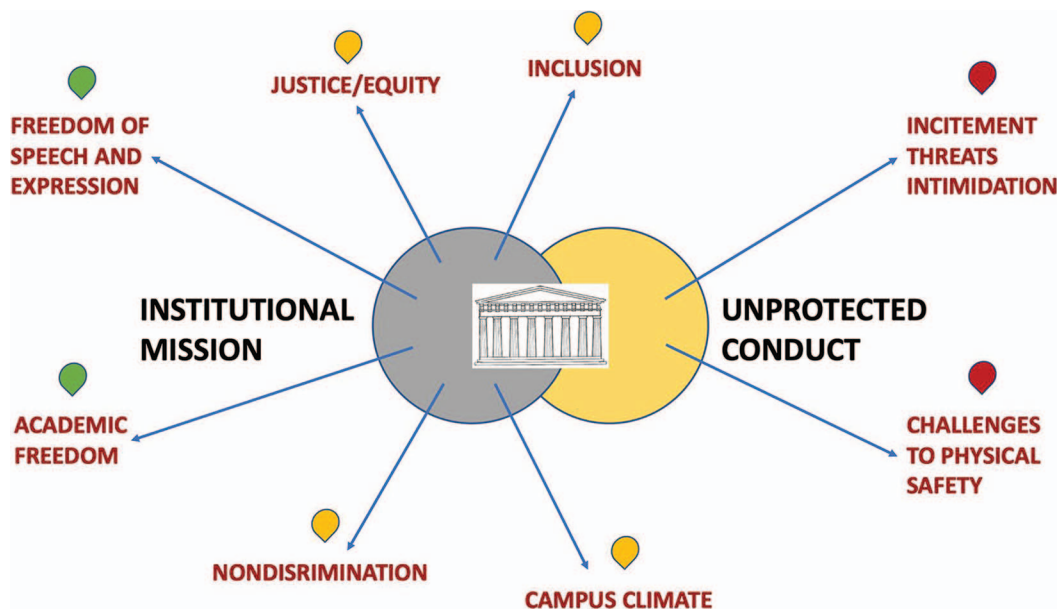 JUSTICE/EQUITY
INCLUSION
FREEDOM OF
SPEECH AND
EXPRESSION
INCITEMENT
THREATS
INTIMIDATION
INSTITUTIONAL
MISSION
UNPROTECTED
CONDUCT
ACADEMIC
FREEDOM
CHALLENGES
TO PHYSICAL
SAFETY
NONDISRIMINATION
CAMPUS CLIMATE